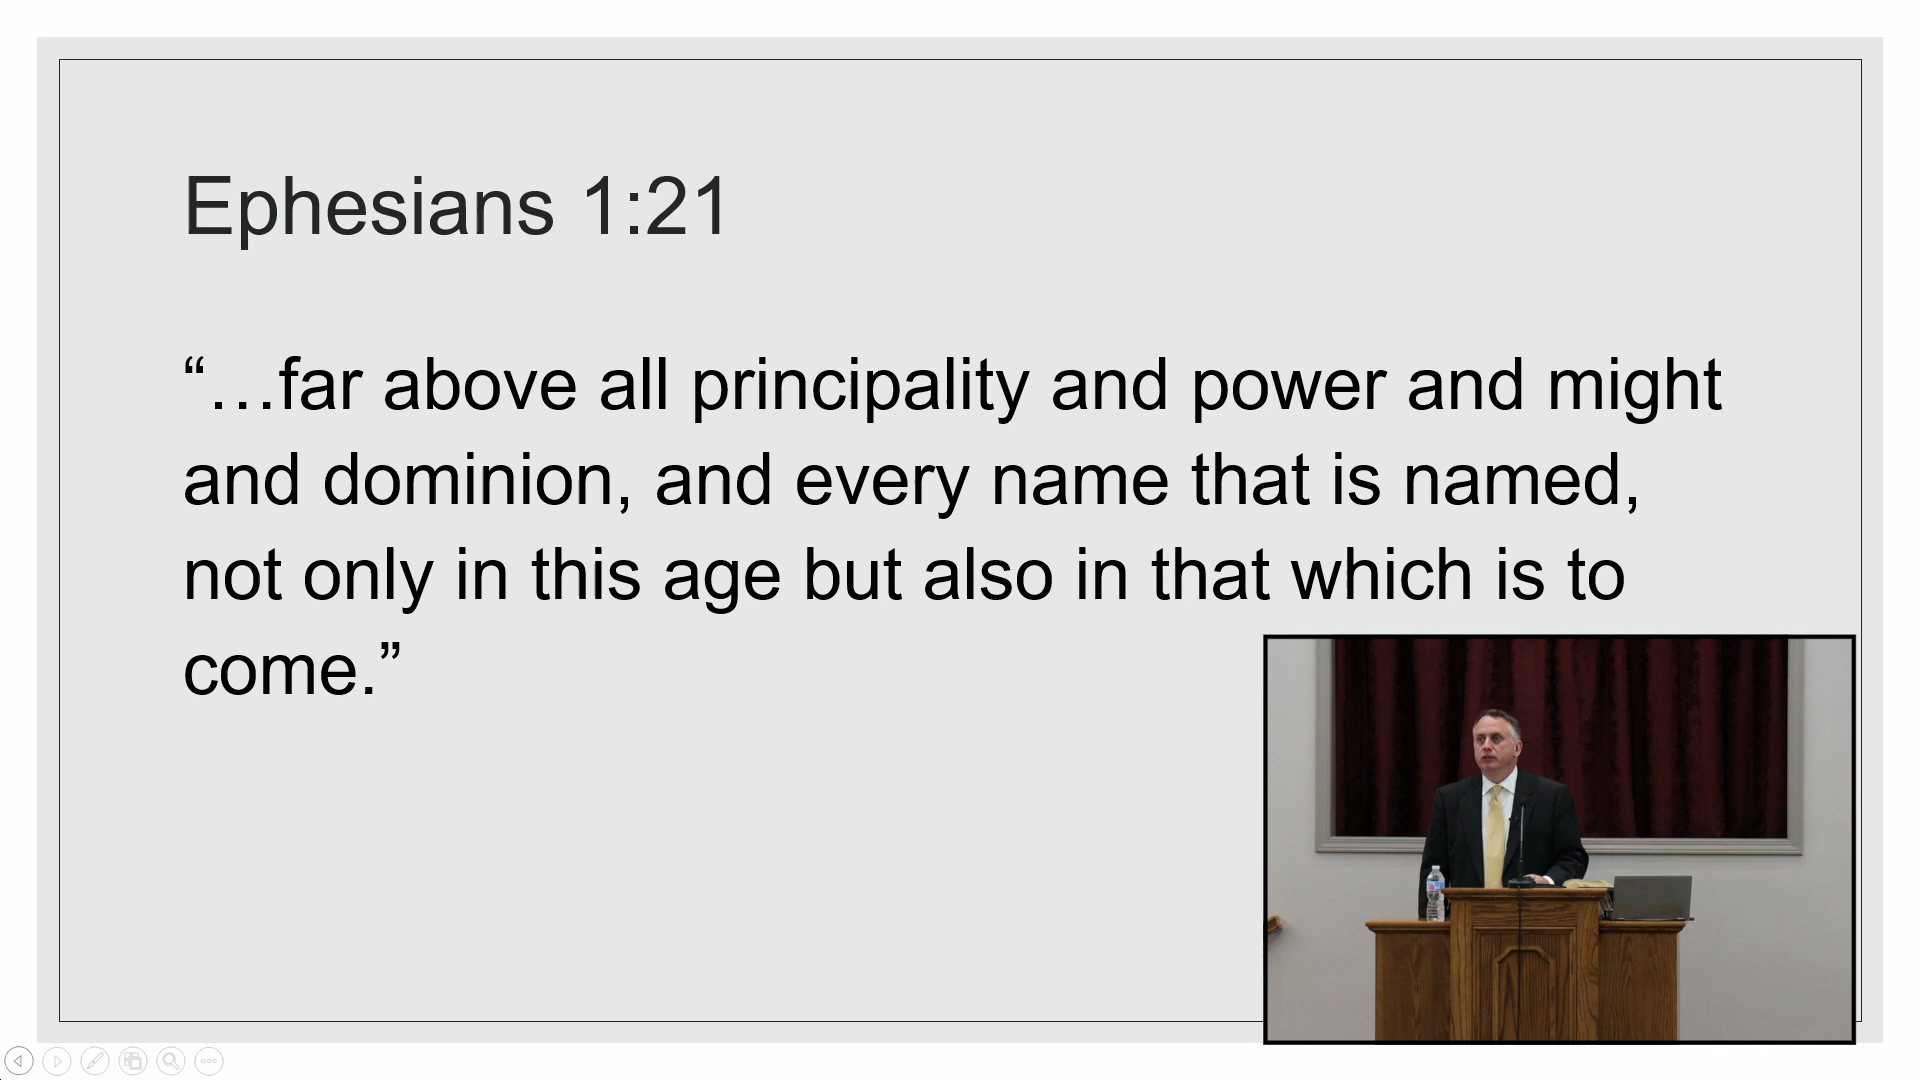 Ephesians 1:21
“…far above all principality and power and might
and dominion, and every name that is named,
not only in this age but also in that which is to
come.”